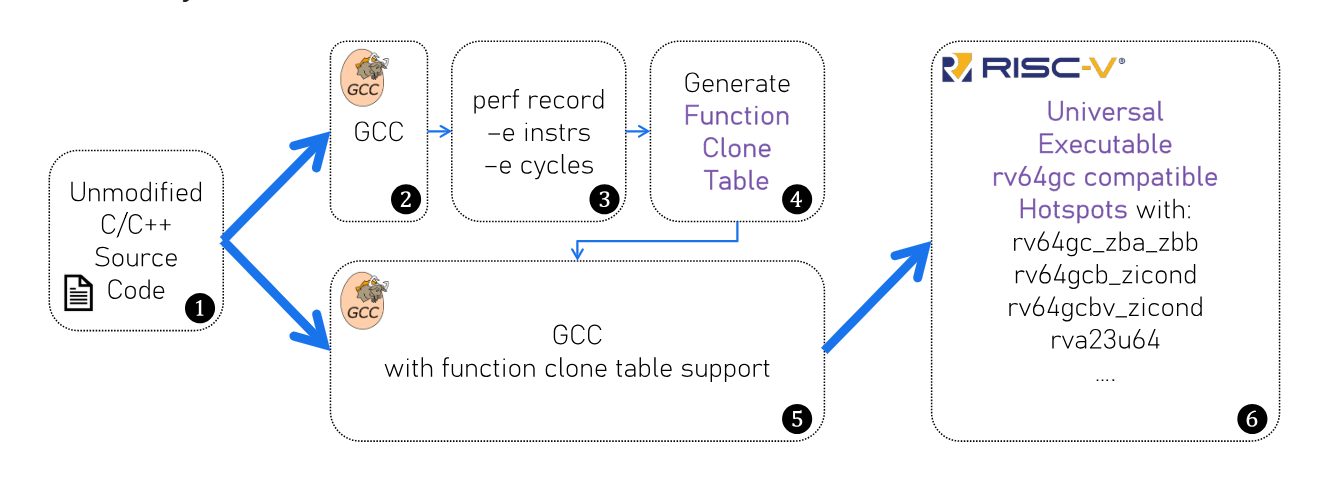 Unmodified
C/C++
Source
Code
1
GCC
GCC
2
perf record
–e instrs
-e cycles
3
Generate
Function
Clone
Table
4
GCC
GCC
with function clone table support
5
RISC-V®
Universal
Executable
rv64gc compatible
Hotspots with:
rv64gc_zba_zbb
rv64gcb_zicond
rv64gcbv_zicond
rva23u64
....
6